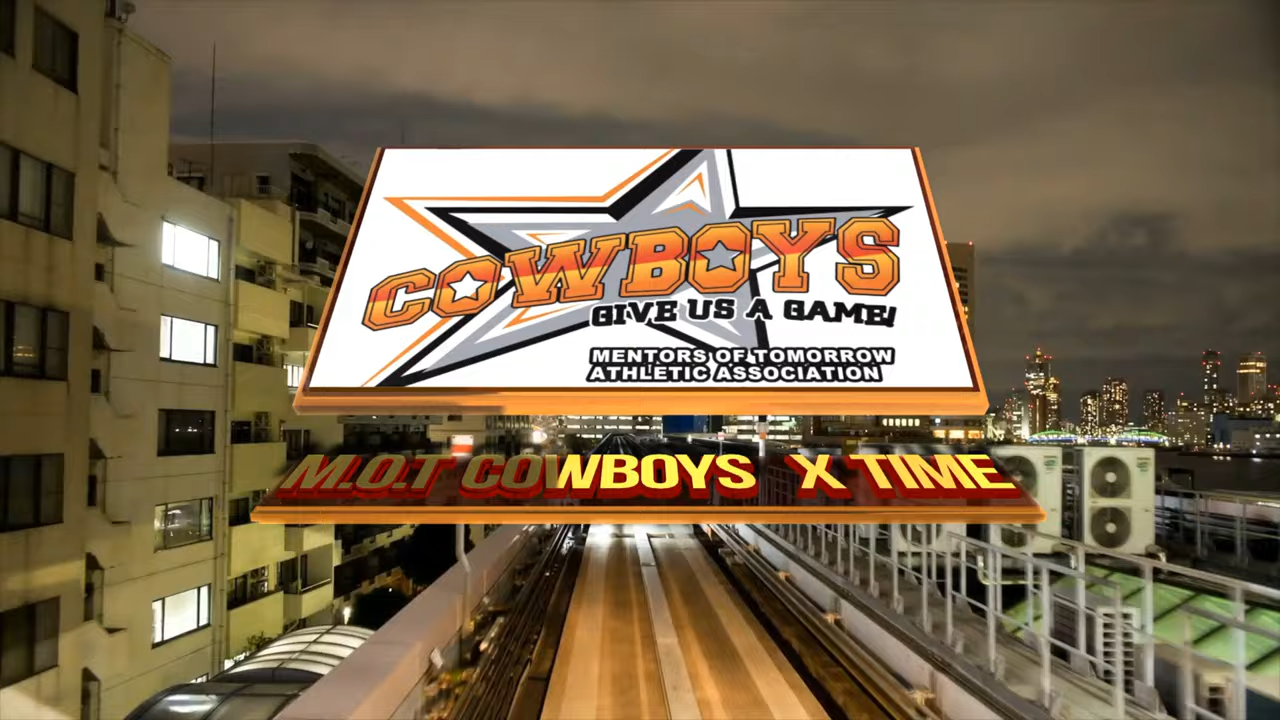 COWBOYS
GIVE US A GAME!
MENTORS OF TOMORROW
ATHLETIC ASSOCIATION
M.O.T COWBOYS X TIME